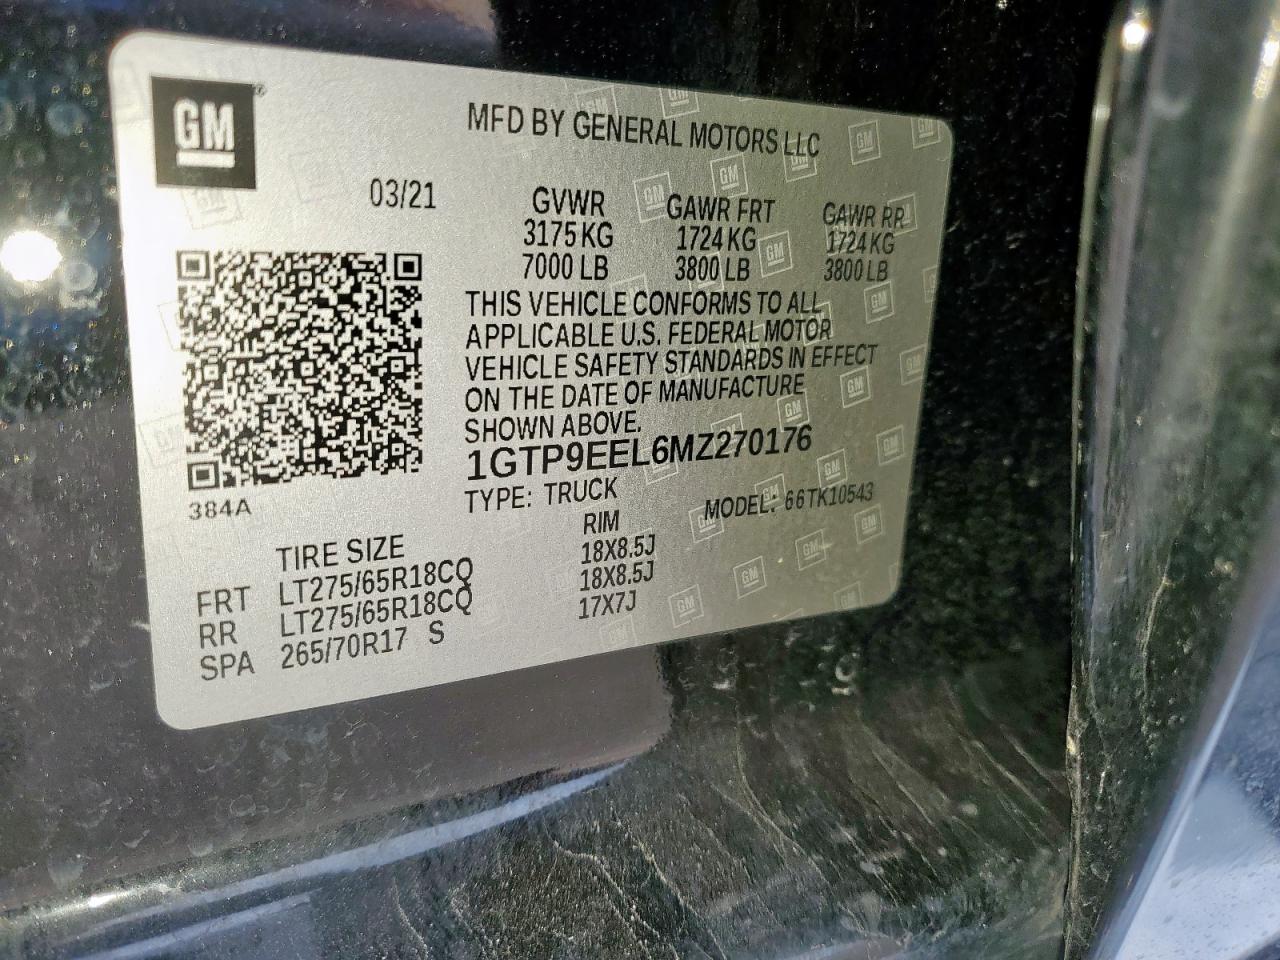 GM®
MFD BY GENERAL MOTORS LLC
03/21
GVWR GAWR FRT GAWR RR
3175 KG 1724 KG 1724 KG
7000 LB 3800 LB 3800 LB
THIS VEHICLE CONFORMS TO ALL
APPLICABLE U.S. FEDERAL MOTOR
VEHICLE SAFETY STANDARDS IN EFFECT
ON THE DATE OF MANUFACTURE
SHOWN ABOVE.
1GTP9EEL6MZ270176
384A
TYPE: TRUCK MODEL: 66TK10543
TIRE SIZE RIM
FRT LT275/65R18CQ 18X8.5J
RR LT275/65R18CQ 18X8.5J
SPA 265/70R17 S 17X7J